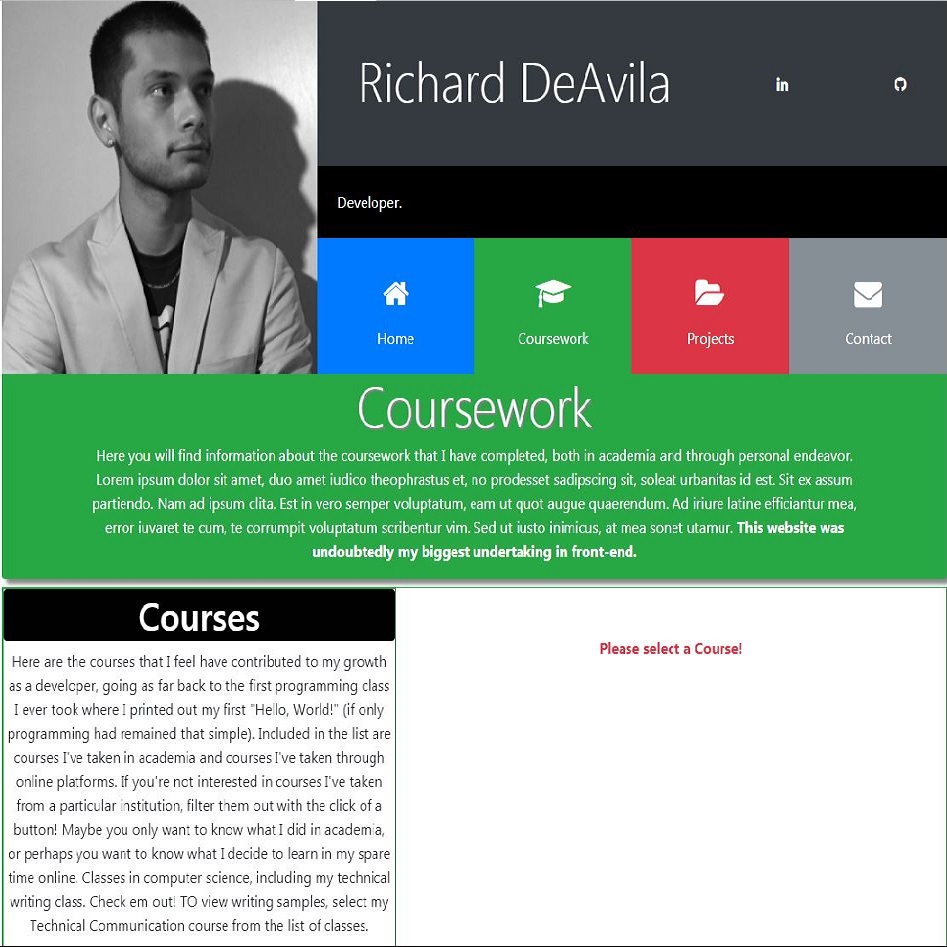 Richard DeAvila
in
Developer.
Home
Coursework
Projects
Contact
Coursework
Here you will find information about the coursework that I have completed, both in academia and through personal endeavor.
Lorem ipsum dolor sit amet, duo amet iudico theophrastus et, no prodesset sadipscing sit, soleat urbanitas id est. Sit ex assum
partiendo. Nam ad ipsum clita. Est in vero semper voluptatum, eam ut quot augue quaerendum. Ad iriure latine efficiantur mea,
error iuvaret te cum, te corrumpit voluptatum scribentur vim. Sed ut iusto inimicus, at mea sonet utamur. This website was
undoubtedly my biggest undertaking in front-end.
Courses
Here are the courses that I feel have contributed to my growth
as a developer, going as far back to the first programming class
I ever took where I printed out my first "Hello, World!" (if only
programming had remained that simple). Included in the list are
courses I've taken in academia and courses I've taken through
online platforms. If you're not interested in courses I've taken
from a particular institution, filter them out with the click of a
button! Maybe you only want to know what I did in academia,
or perhaps you want to know what I decide to learn in my spare
time online. Classes in computer science, including my technical
writing class. Check em out! TO view writing samples, select my
Technical Communication course from the list of classes.
Please select a Course!